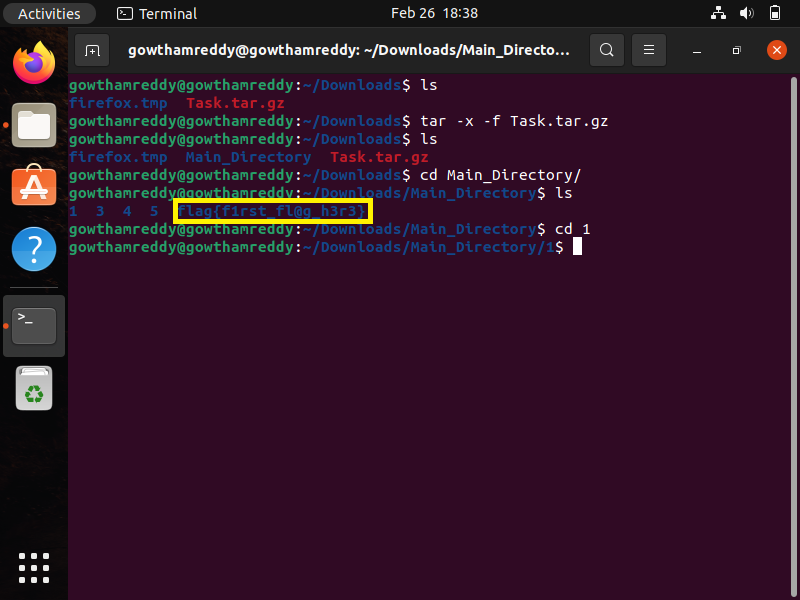 Activities Terminal Feb 26 18:38
gowthamreddy@gowthamreddy: ~/Downloads/Main_Directo...
gowthamreddy@gowthamreddy:~/Downloads$ ls
firefox.tmp Task.tar.gz
gowthamreddy@gowthamreddy:~/Downloads$ tar -x -f Task.tar.gz
gowthamreddy@gowthamreddy:~/Downloads$ ls
firefox.tmp Main_Directory Task.tar.gz
gowthamreddy@gowthamreddy:~/Downloads$ cd Main_Directory/
gowthamreddy@gowthamreddy:~/Downloads/Main_Directory$ ls
1 3 4 5 flag{f1rst_fl@g_h3r3}
gowthamreddy@gowthamreddy:~/Downloads/Main_Directory$ cd 1
gowthamreddy@gowthamreddy:~/Downloads/Main_Directory/1$